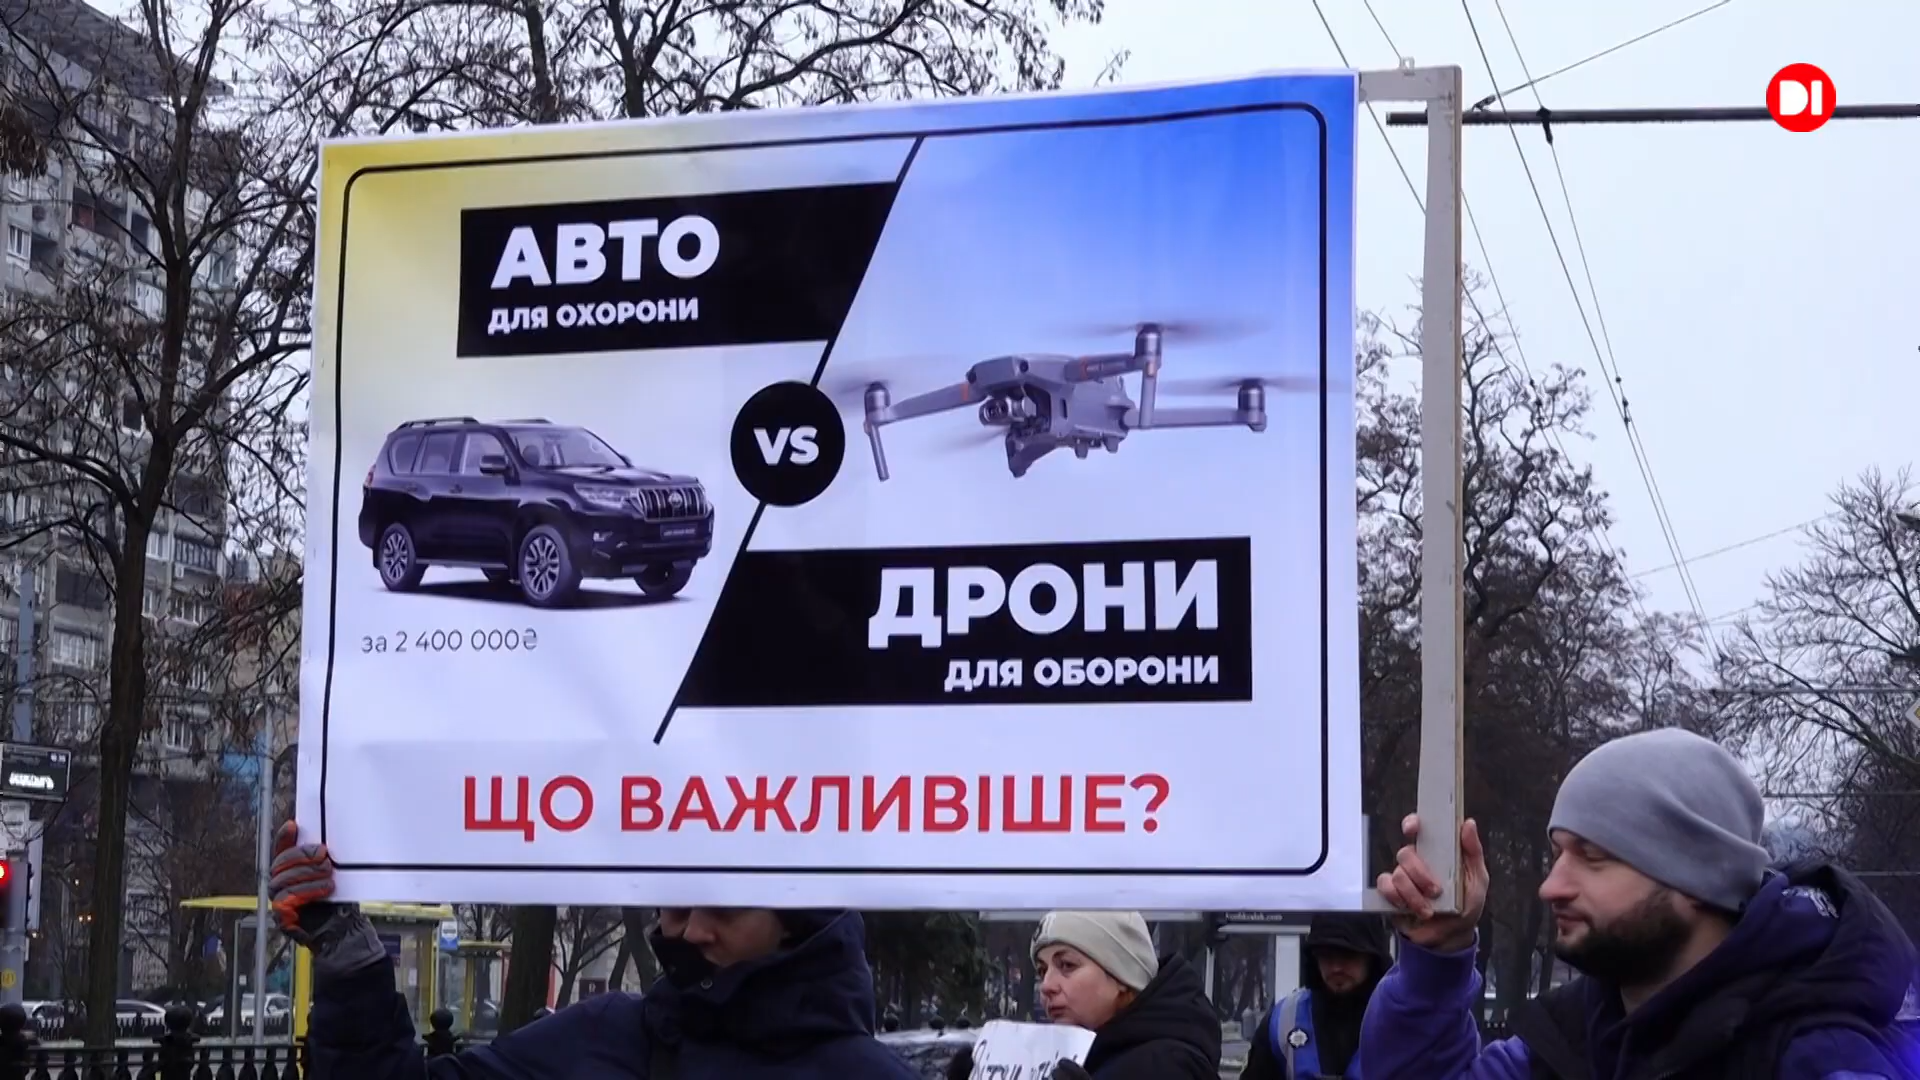 DI
АВТО
ДЛЯ ОХОРОНИ
VS
за 2 400 000₴
ДРОНИ
ДЛЯ ОБОРОНИ
ЩО ВАЖЛИВІШЕ?